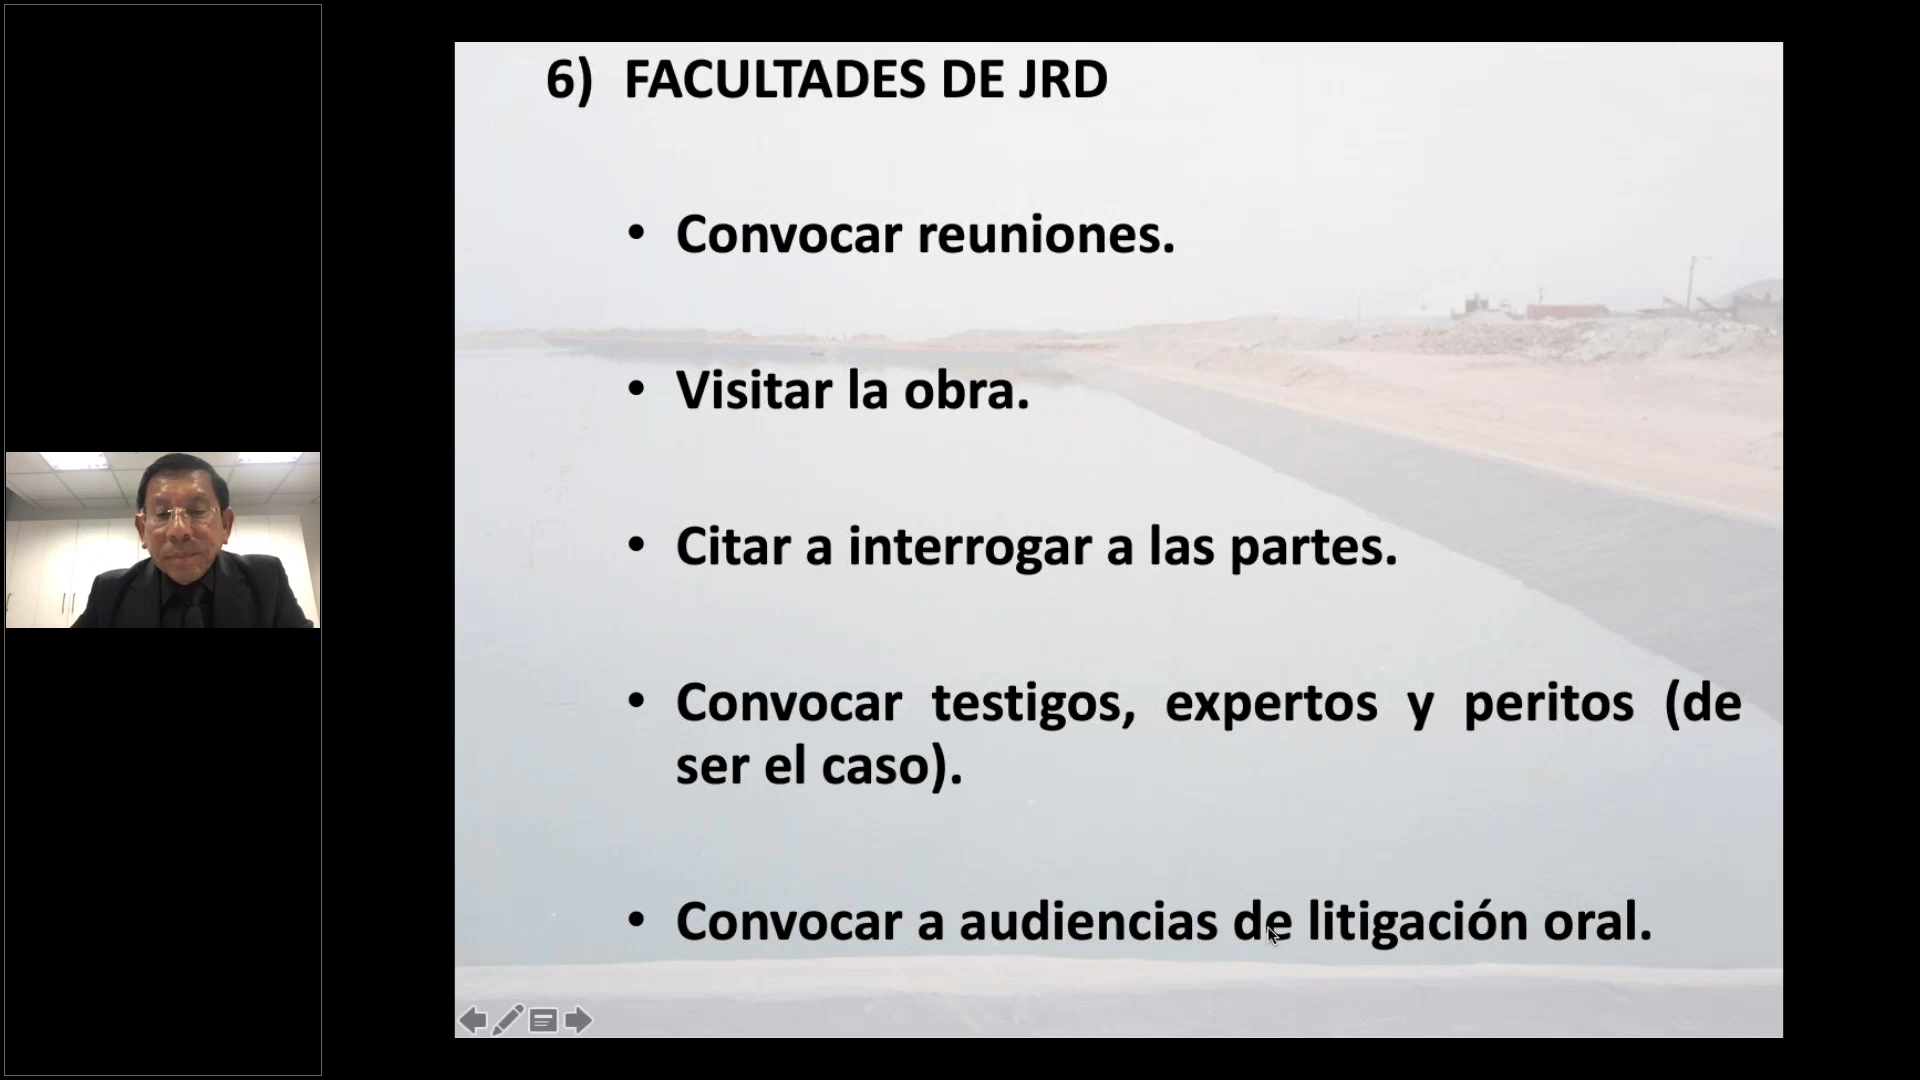 6) FACULTADES DE JRD
• Convocar reuniones.
• Visitar la obra.
• Citar a interrogar a las partes.
• Convocar testigos, expertos y peritos (de
ser el caso).
• Convocar a audiencias de litigación oral.